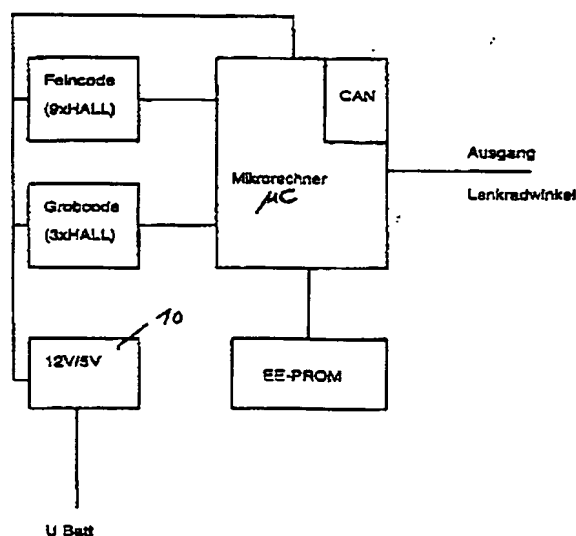 Feincode
(9xHALL)
CAN
Ausgang
Lenkradwinkel
Mikrorechner
µC
Grobcode
(3xHALL)
10
12V/5V
EE-PROM
U Batt